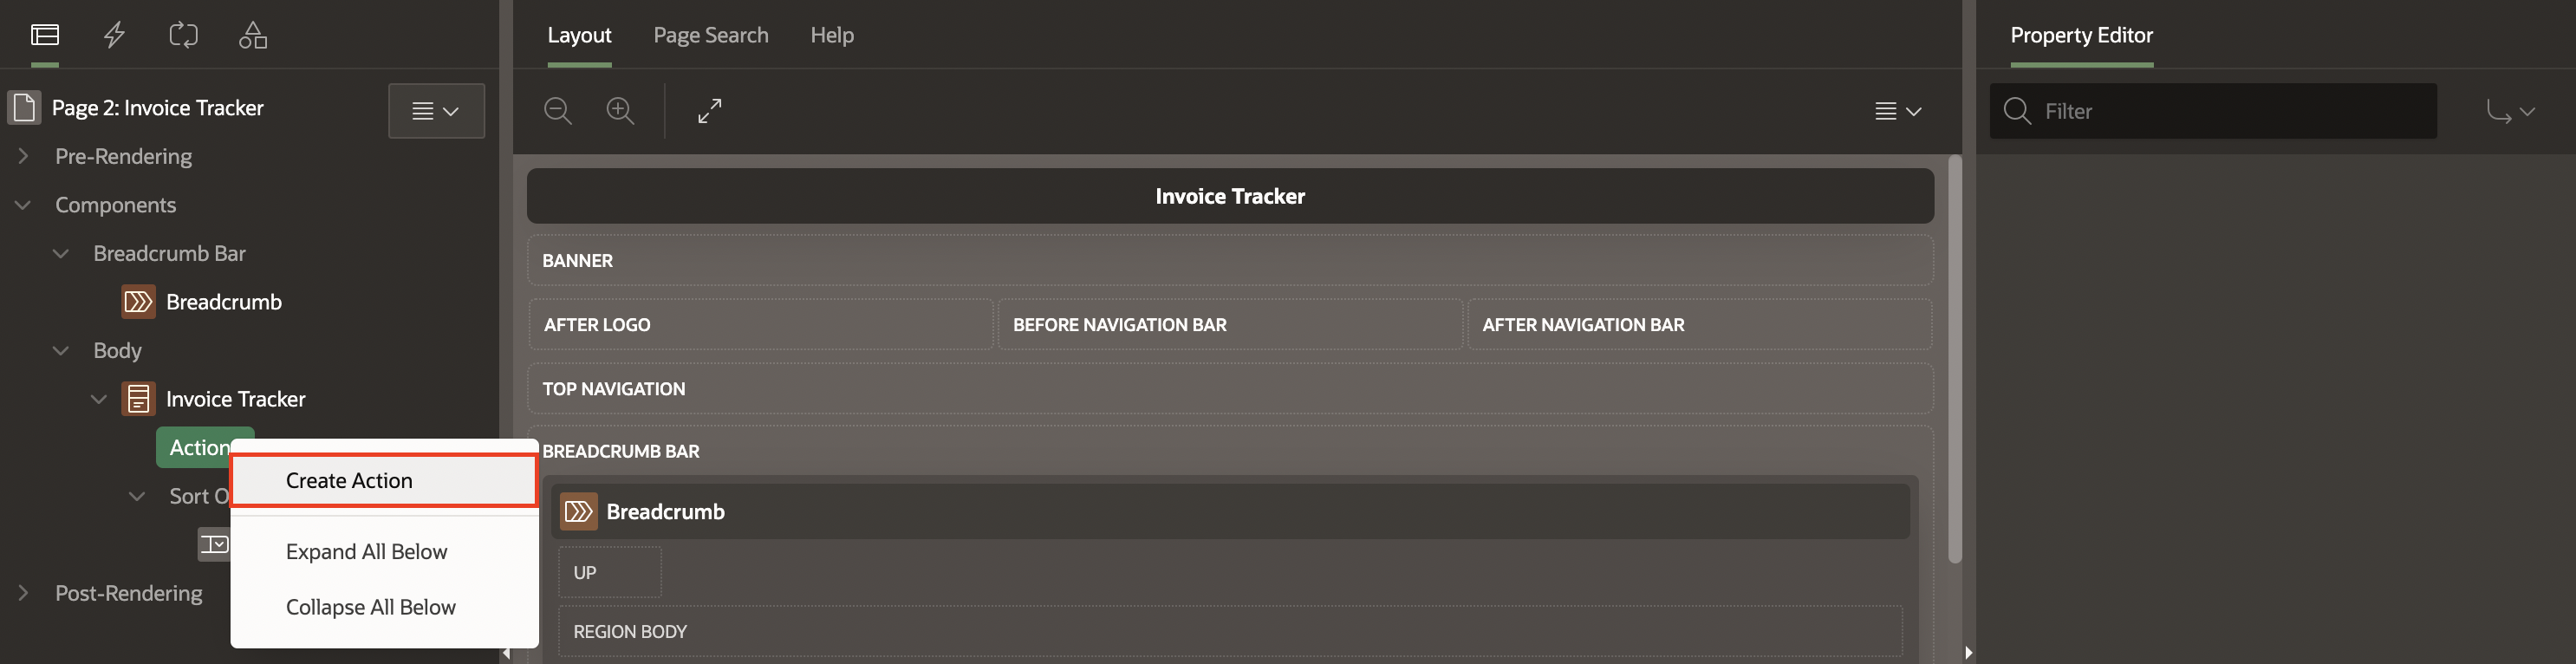 Layout
Page Search
Help
Property Editor
Page 2: Invoice Tracker
Filter
Pre-Rendering
Components
Breadcrumb Bar
Breadcrumb
Body
Invoice Tracker
Action
Sort O
Post-Rendering
Create Action
Expand All Below
Collapse All Below
Invoice Tracker
BANNER
AFTER LOGO
BEFORE NAVIGATION BAR
AFTER NAVIGATION BAR
TOP NAVIGATION
BREADCRUMB BAR
Breadcrumb
UP
REGION BODY